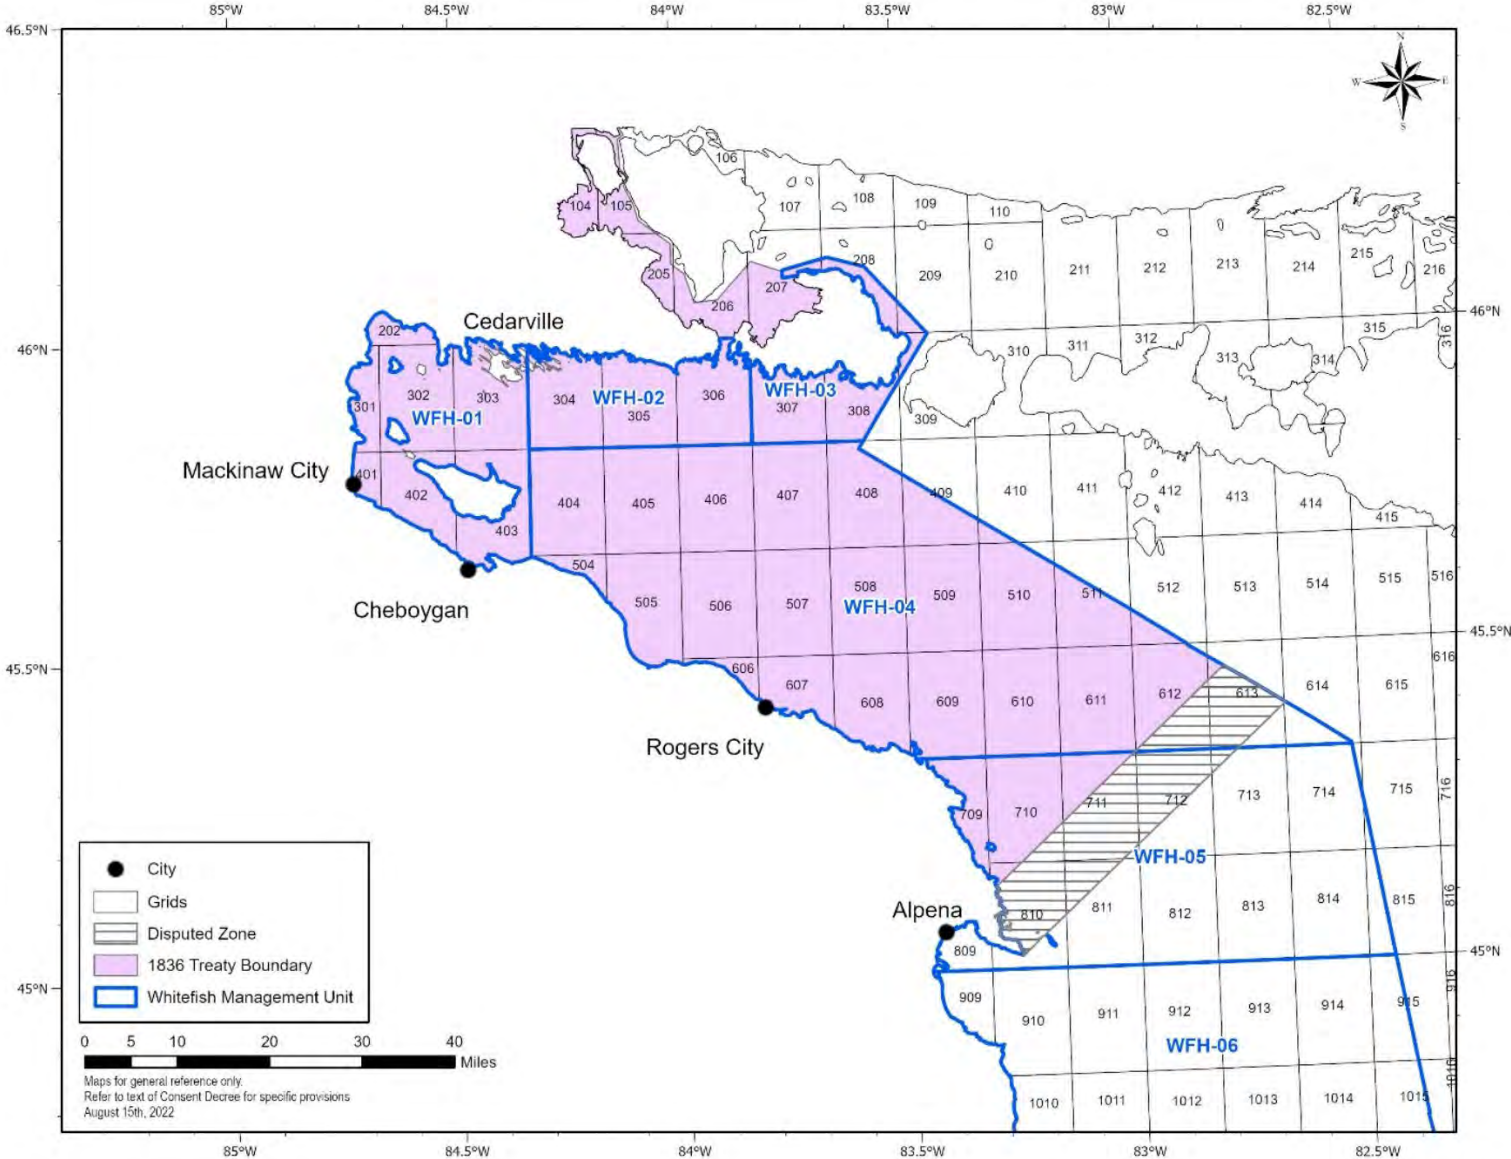 85°W 84.5°W 84°W 83.5°W 83°W 82.5°W
46.5°N
N
W E
S
106
107 108 109 110
104 105
205 206 207 208 209 210 211 212 213 214 215 216
46°N
Cedarville
202
46°N
301 302 303 304 305 306 307 308 309 310 311 312 313 314 315 316
WFH-01 WFH-02 WFH-03
Mackinaw City
401 402 403 404 405 406 407 408 409 410 411 412 413 414 415
Cheboygan
504 505 506 507 508 509 510 511 512 513 514 515 516
WFH-04
45.5°N
45.5°N
606 607 608 609 610 611 612 613 614 615 616
Rogers City
709 710 711 712 713 714 715 716
WFH-05
Alpena
809 810 811 812 813 814 815 816
45°N
45°N
909 910 911 912 913 914 915 916
WFH-06
1010 1011 1012 1013 1014 1015 1016
City
Grids
Disputed Zone
1836 Treaty Boundary
Whitefish Management Unit
0 5 10 20 30 40
Miles
Maps for general reference only.
Refer to text of Consent Decree for specific provisions
August 15th, 2022
85°W 84.5°W 84°W 83.5°W 83°W 82.5°W